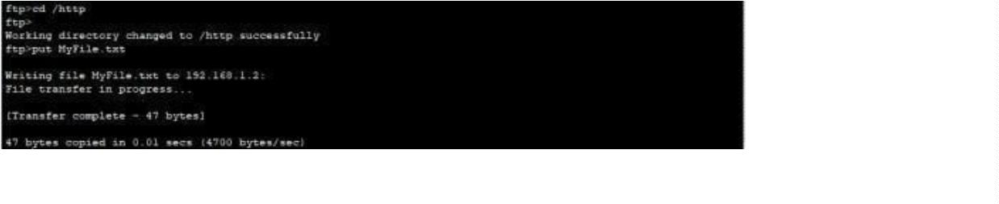 ftp>cd /http
ftp>
Working directory changed to /http successfully
ftp>put MyFile.txt
Writing file MyFile.txt to 192.168.1.2:
File transfer in progress...
[Transfer complete - 47 bytes]
47 bytes copied in 0.01 secs (4700 bytes/sec)